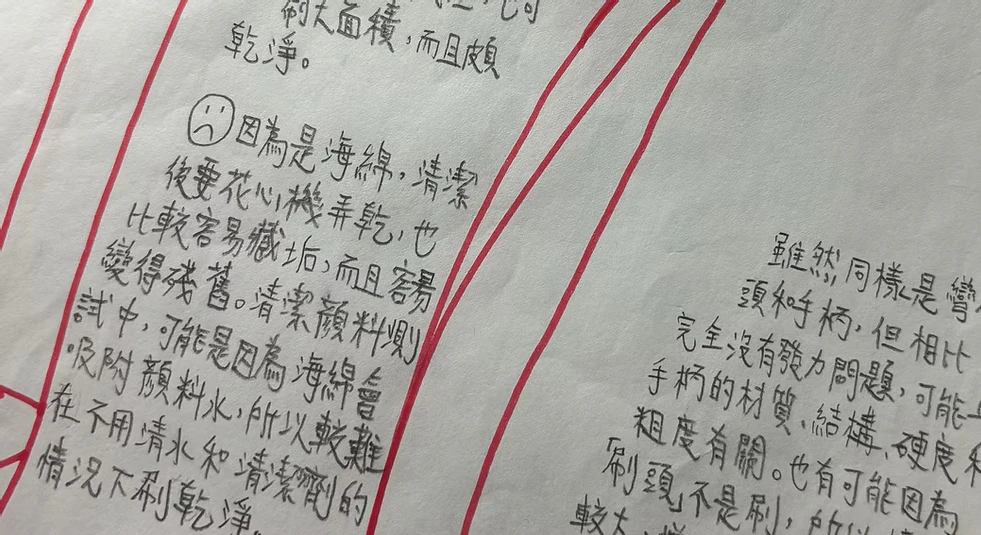 刷大面積，而且頗
乾淨。
因為是海綿，清潔
後要花心機弄乾，也
比較容易藏垢，而且容易
變得殘舊。清潔顏料測
試中，可能是因為海綿會
吸附顏料水，所以較難
在不用清水和清潔劑的
情況下刷乾淨。
雖然同樣是彎
頭和手柄，但相比
完全沒有發力問題，可能
手柄的材質、結構、硬度和
粗度有關。也有可能因為
刷頭不是刷，所以
較大，